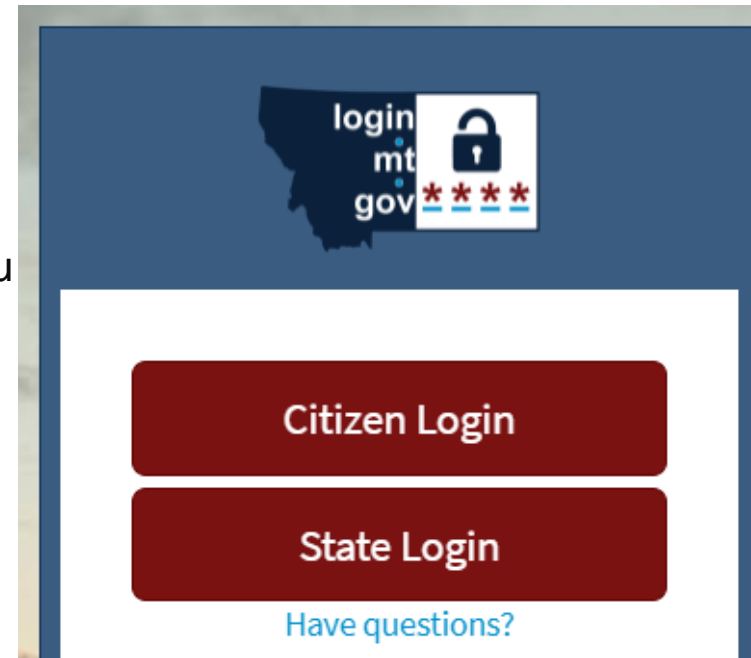 login
mt
gov
* * * *
u
Citizen Login
State Login
Have questions?